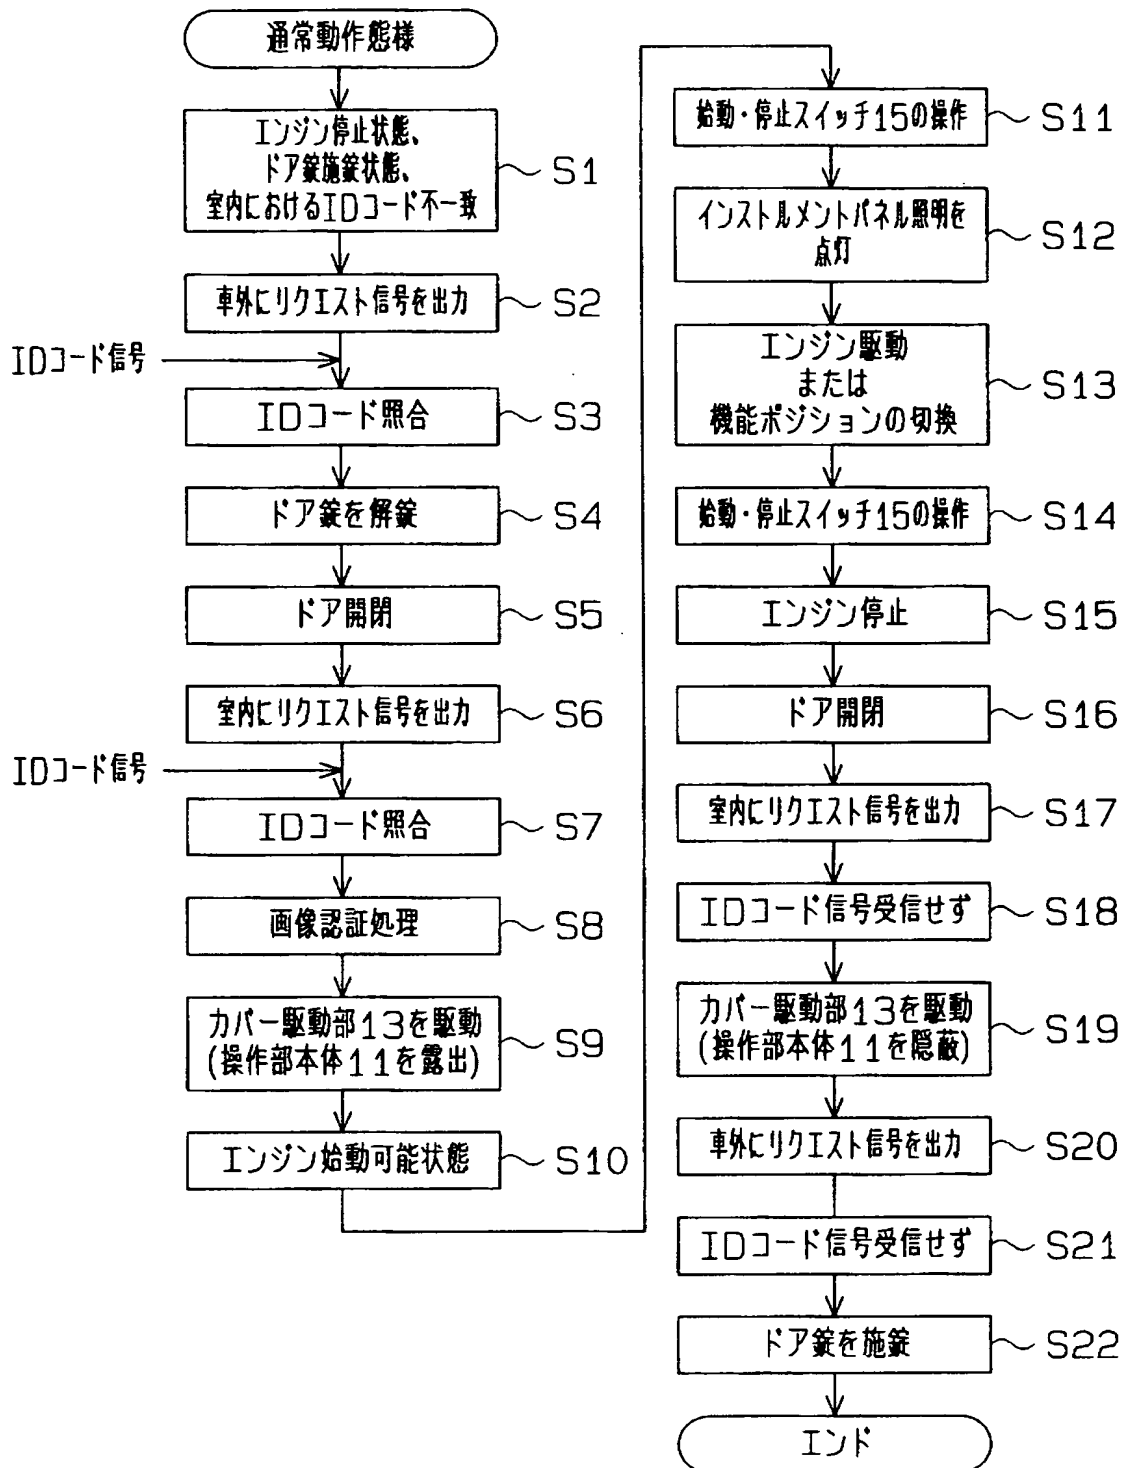 通常動作態様
エンジン停止状態、
ドア錠施錠状態、
室内におけるIDコード不一致
S1
車外にリクエスト信号を出力
S2
IDコード信号
IDコード照合
S3
ドア錠を解錠
S4
ドア開閉
S5
室内にリクエスト信号を出力
S6
IDコード信号
IDコード照合
S7
画像認証処理
S8
カバー駆動部13を駆動
(操作部本体11を露出)
S9
エンジン始動可能状態
S10
始動・停止スイッチ15の操作
S11
インストルメントパネル照明を
点灯
S12
エンジン駆動
または
機能ポジションの切換
S13
始動・停止スイッチ15の操作
S14
エンジン停止
S15
ドア開閉
S16
室内にリクエスト信号を出力
S17
IDコード信号受信せず
S18
カバー駆動部13を駆動
(操作部本体11を隠蔽)
S19
車外にリクエスト信号を出力
S20
IDコード信号受信せず
S21
ドア錠を施錠
S22
エンド